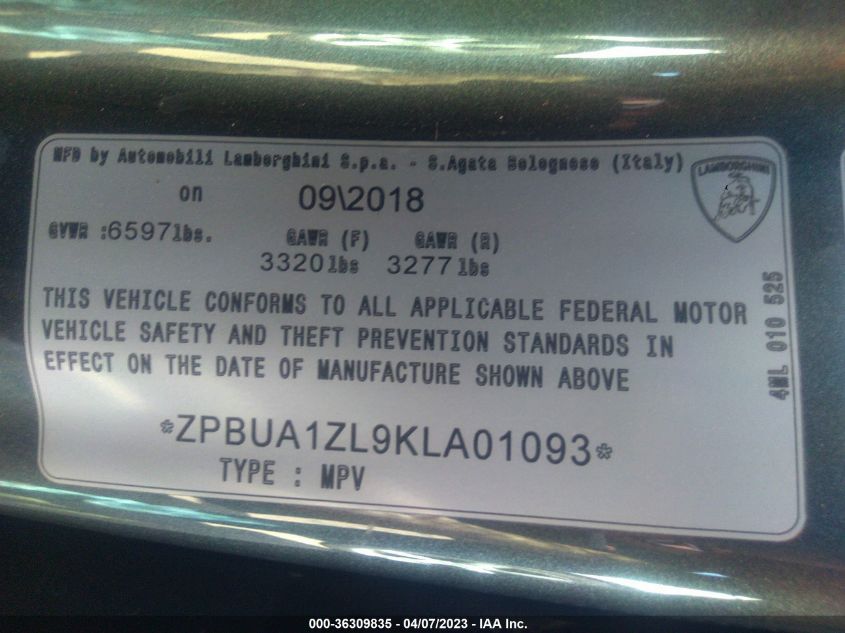 MFD by Automobili Lamborghini S.p.a. - S.Agata Bolognese (Italy)
on 09\2018
LAMBORGHINI
GVWR :6597lbs. GAWR (F) GAWR (R)
3320lbs 3277lbs
THIS VEHICLE CONFORMS TO ALL APPLICABLE FEDERAL MOTOR
VEHICLE SAFETY AND THEFT PREVENTION STANDARDS IN
EFFECT ON THE DATE OF MANUFACTURE SHOWN ABOVE
4ML 010 525
*ZPBUA1ZL9KLA01093*
TYPE : MPV
000-36309835 - 04/07/2023 - IAA Inc.